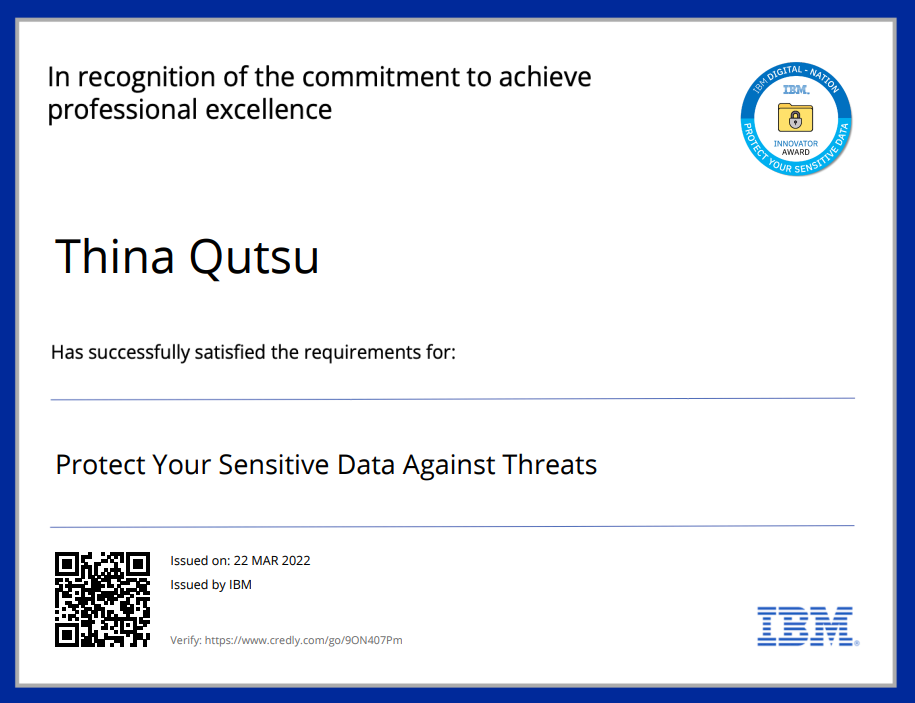 In recognition of the commitment to achieve
professional excellence
IBM DIGITAL - NATION
IBM.
INNOVATOR
AWARD
PROTECT YOUR SENSITIVE DATA
Thina Qutsu
Has successfully satisfied the requirements for:
Protect Your Sensitive Data Against Threats
Issued on: 22 MAR 2022
Issued by IBM
Verify: https://www.credly.com/go/9ON407Pm
IBM®